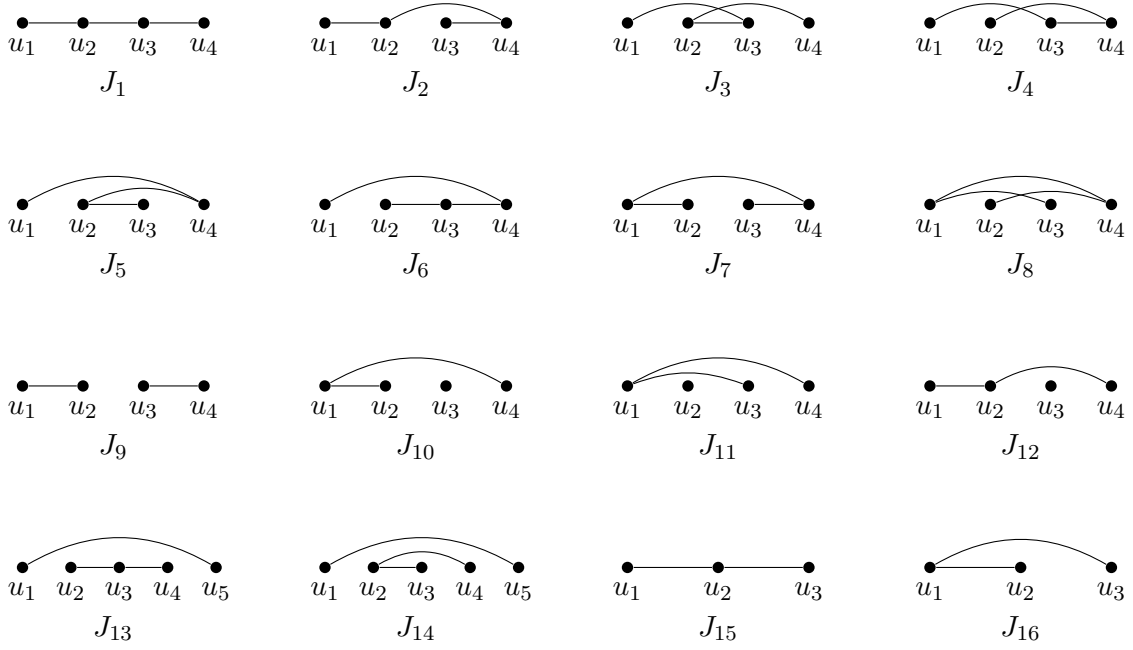 u₁ u₂ u₃ u₄ u₁ u₂ u₃ u₄ u₁ u₂ u₃ u₄ u₁ u₂ u₃ u₄
J₁ J₂ J₃ J₄
u₁ u₂ u₃ u₄ u₁ u₂ u₃ u₄ u₁ u₂ u₃ u₄ u₁ u₂ u₃ u₄
J₅ J₆ J₇ J₈
u₁ u₂ u₃ u₄ u₁ u₂ u₃ u₄ u₁ u₂ u₃ u₄ u₁ u₂ u₃ u₄
J₉ J₁₀ J₁₁ J₁₂
u₁ u₂ u₃ u₄ u₅ u₁ u₂ u₃ u₄ u₅ u₁ u₂ u₃ u₁ u₂ u₃
J₁₃ J₁₄ J₁₅ J₁₆